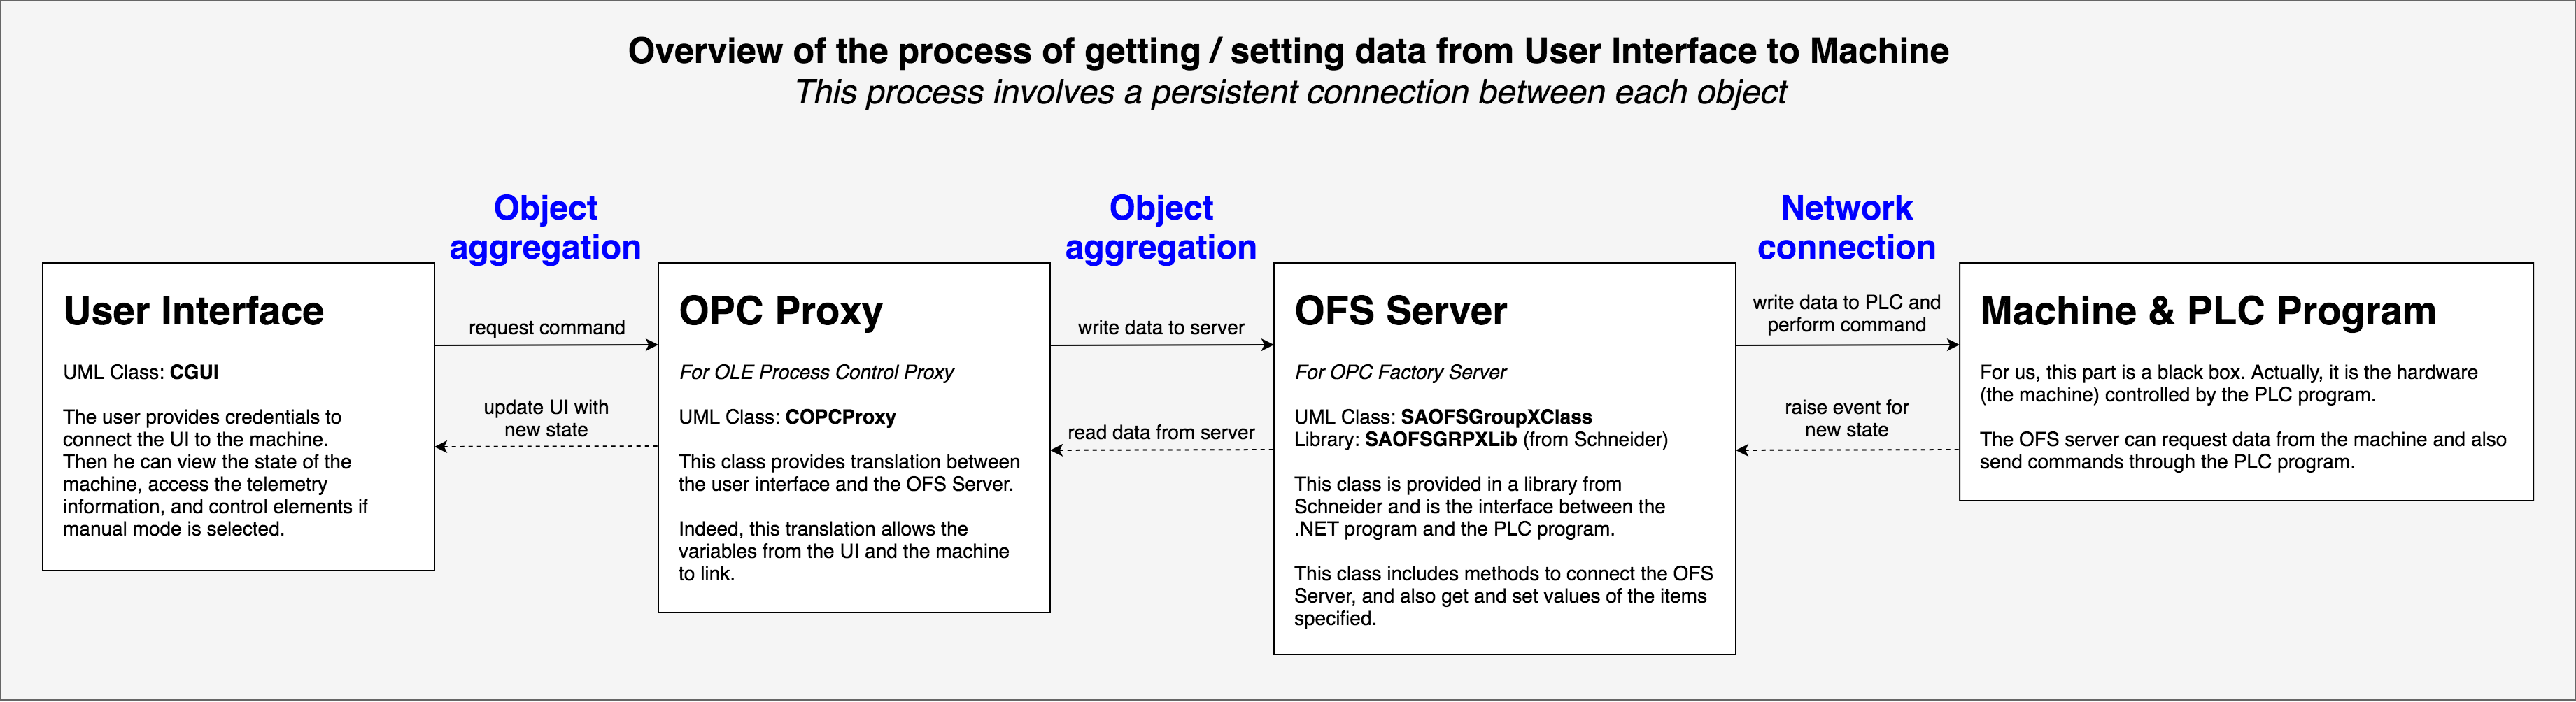 Overview of the process of getting / setting data from User Interface to Machine
This process involves a persistent connection between each object
Object
aggregation
Object
aggregation
Network
connection
User Interface
UML Class: CGUI
The user provides credentials to
connect the UI to the machine.
Then he can view the state of the
machine, access the telemetry
information, and control elements if
manual mode is selected.
request command
update UI with
new state
OPC Proxy
For OLE Process Control Proxy
UML Class: COPCProxy
This class provides translation between
the user interface and the OFS Server.
Indeed, this translation allows the
variables from the UI and the machine
to link.
write data to server
read data from server
OFS Server
For OPC Factory Server
UML Class: SAOFSGroupXClass
Library: SAOFSGRPXLib (from Schneider)
This class is provided in a library from
Schneider and is the interface between the
.NET program and the PLC program.
This class includes methods to connect the OFS
Server, and also get and set values of the items
specified.
write data to PLC and
perform command
raise event for
new state
Machine & PLC Program
For us, this part is a black box. Actually, it is the hardware
(the machine) controlled by the PLC program.
The OFS server can request data from the machine and also
send commands through the PLC program.